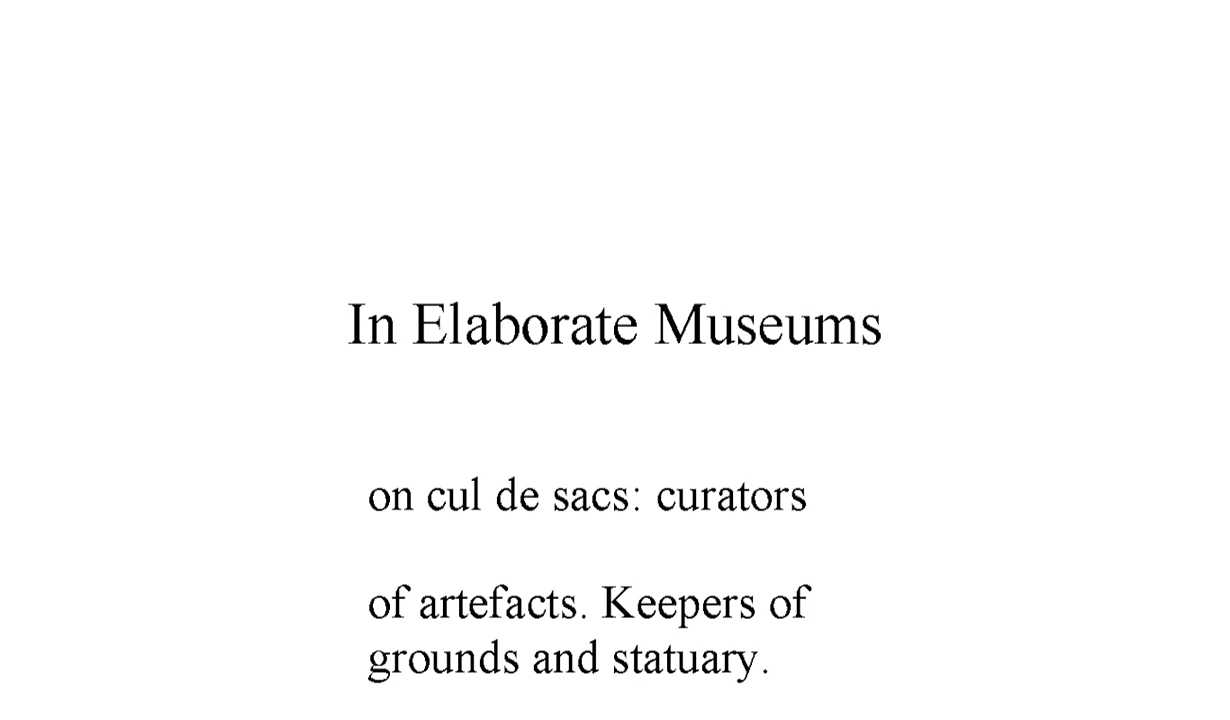 In Elaborate Museums
on cul de sacs: curators
of artefacts. Keepers of
grounds and statuary.